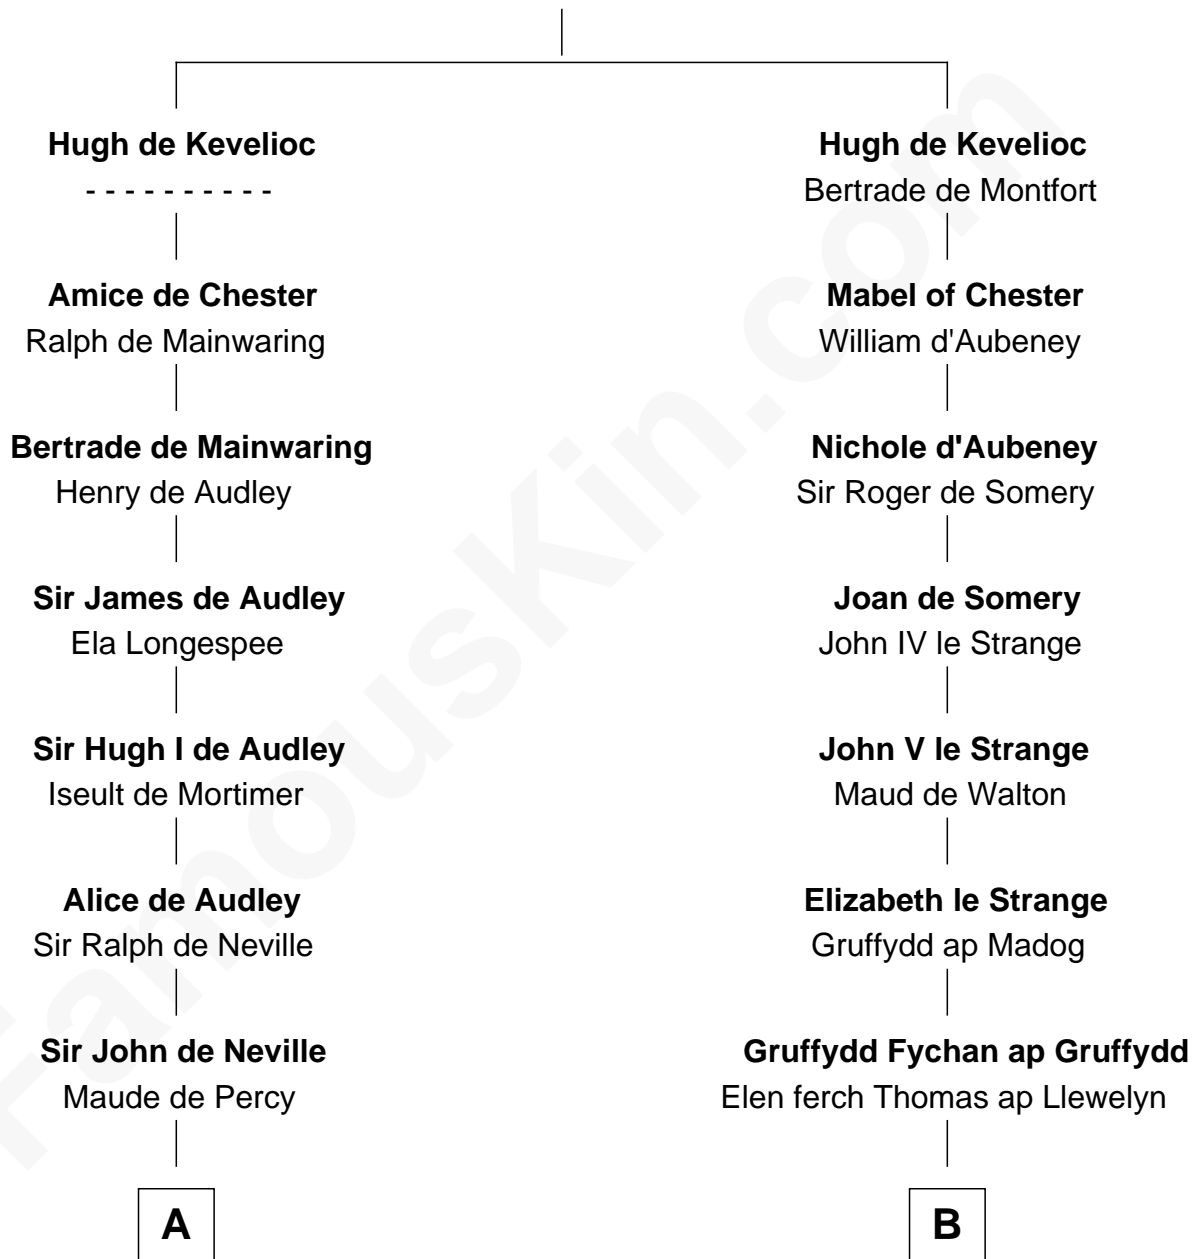 Hugh de Kevelioc
- - - - - - - - - -
Amice de Chester
Ralph de Mainwaring
Bertrade de Mainwaring
Henry de Audley
Sir James de Audley
Ela Longespee
Sir Hugh I de Audley
Iseult de Mortimer
Alice de Audley
Sir Ralph de Neville
Sir John de Neville
Maude de Percy
A
Hugh de Kevelioc
Bertrade de Montfort
Mabel of Chester
William d'Aubeney
Nichole d'Aubeney
Sir Roger de Somery
Joan de Somery
John IV le Strange
John V le Strange
Maud de Walton
Elizabeth le Strange
Gruffydd ap Madog
Gruffydd Fychan ap Gruffydd
Elen ferch Thomas ap Llewelyn
B
FamousKin.com